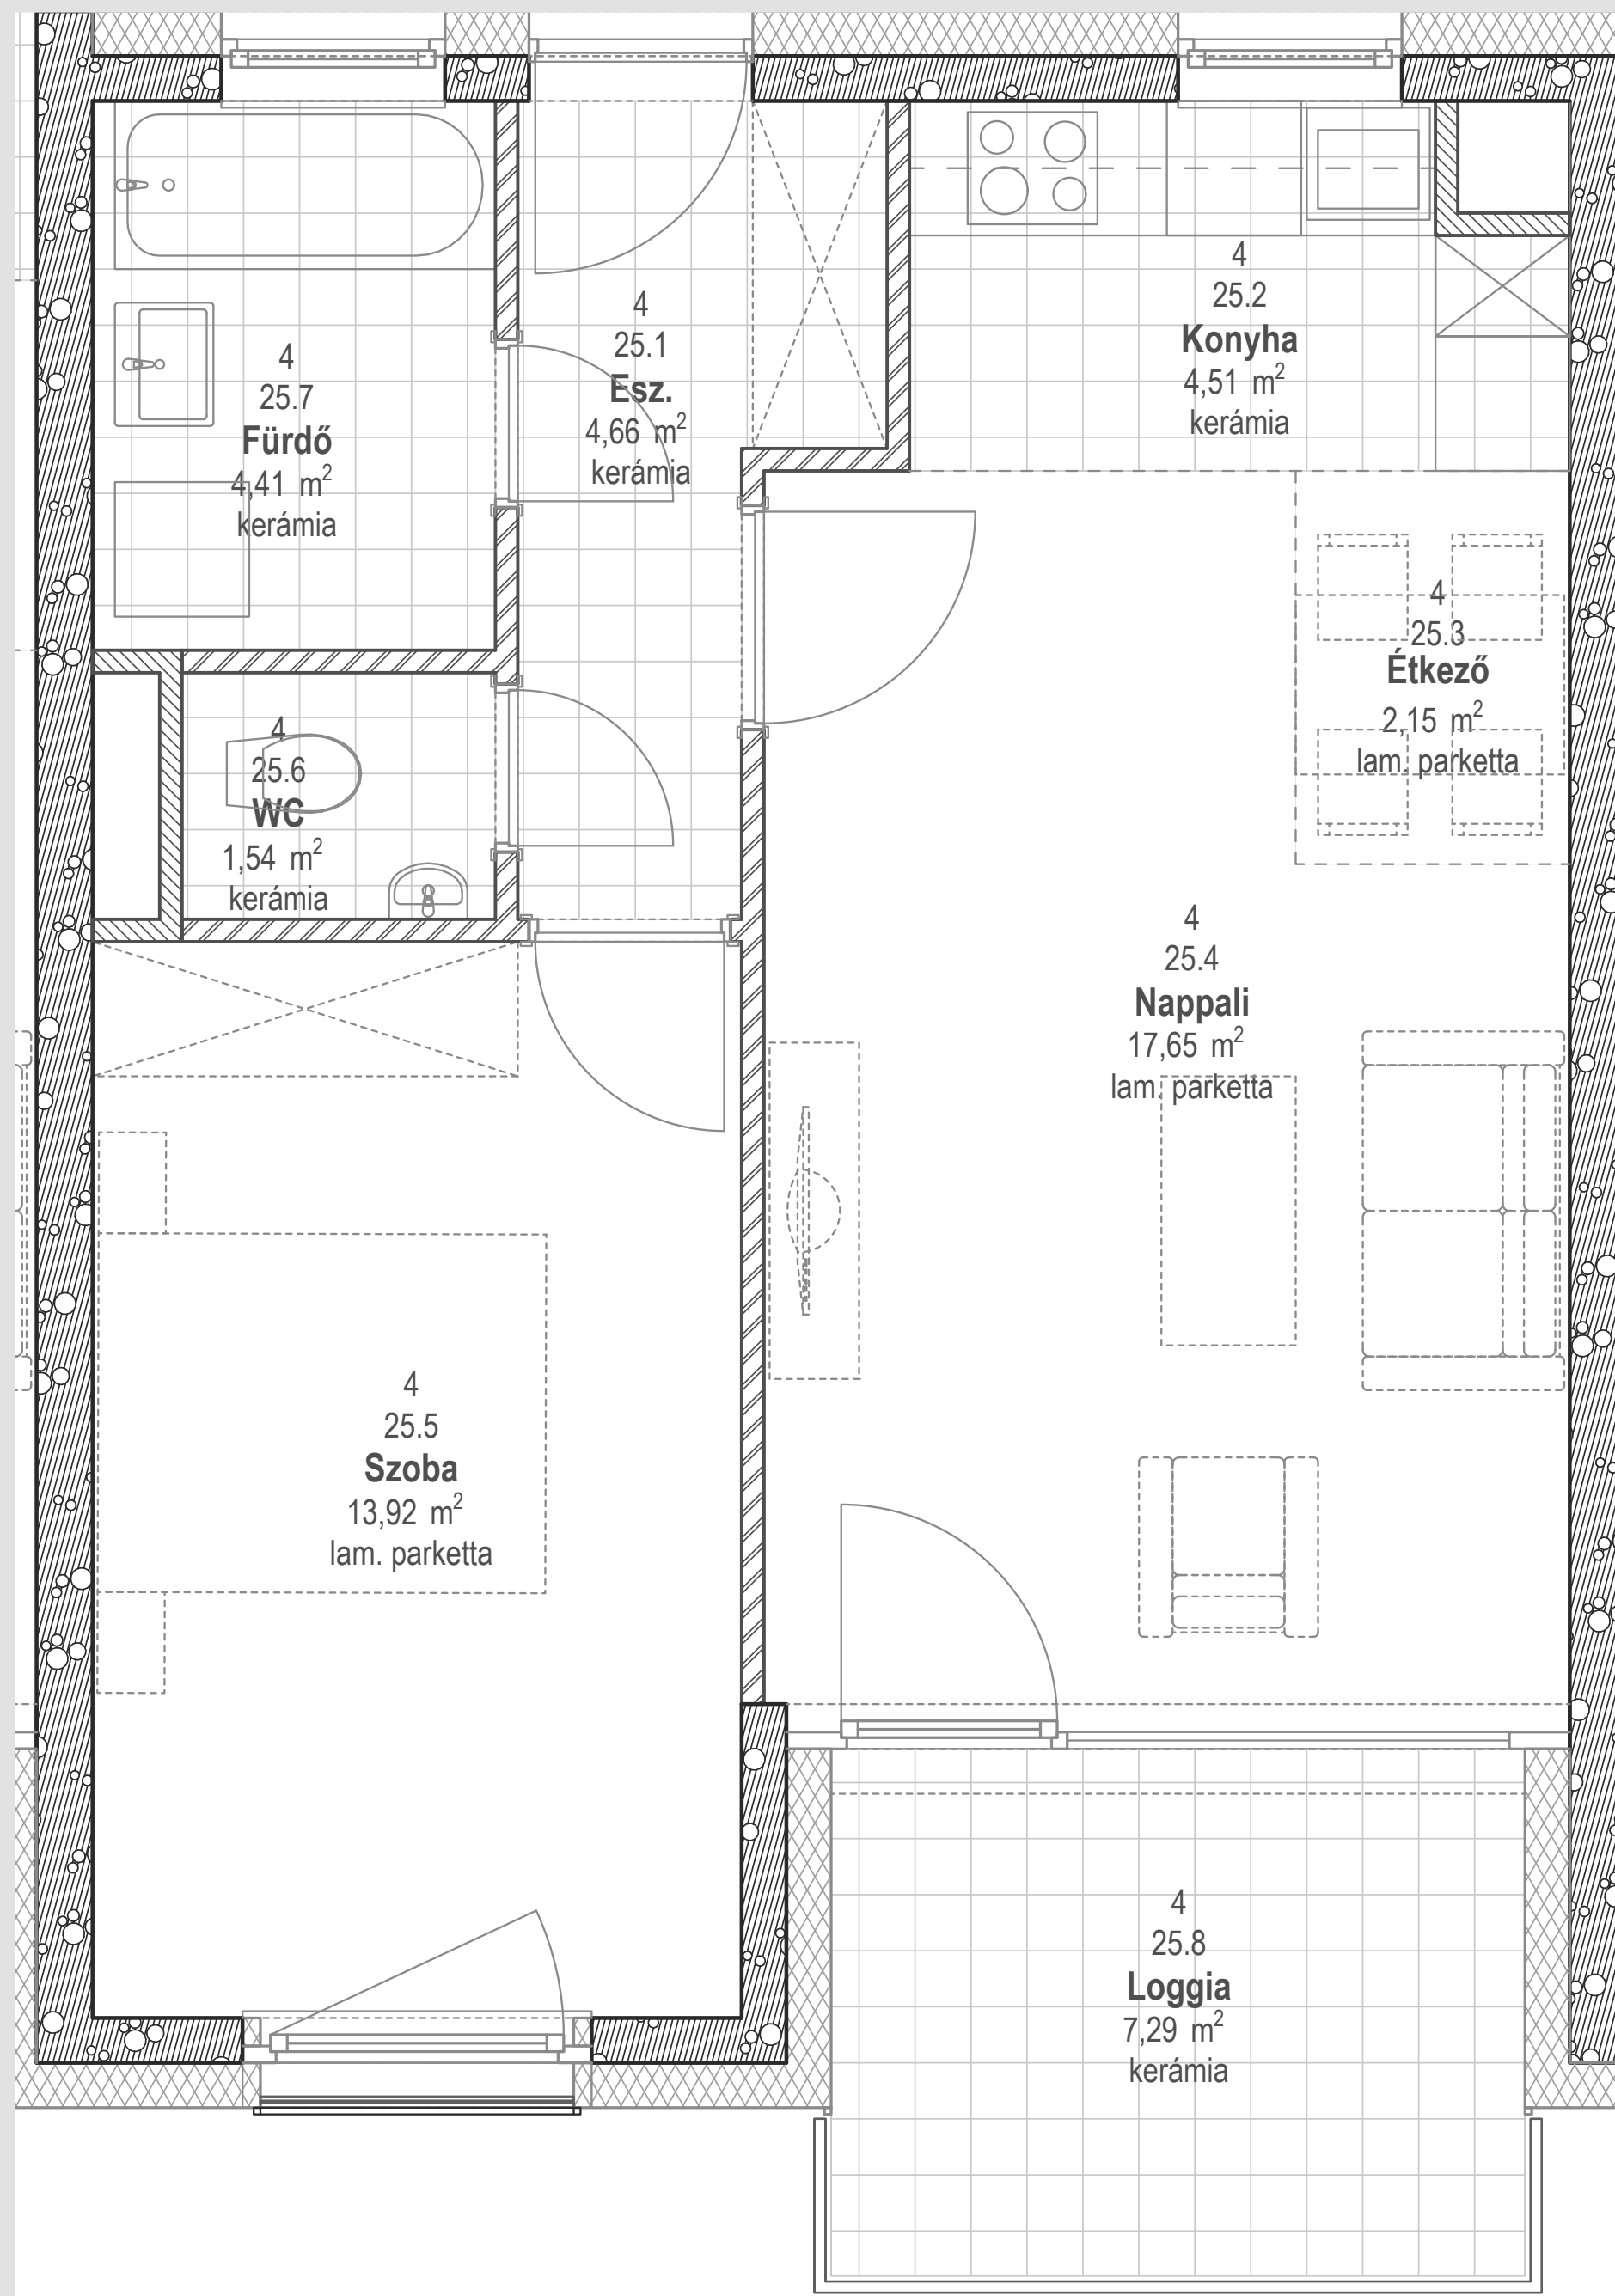 4
25.1
Esz.
4,66 m²
kerámia
4
25.2
Konyha
4,51 m²
kerámia
4
25.7
Fürdő
4,41 m²
kerámia
4
25.3
Étkező
2,15 m²
lam. parketta
4
25.6
WC
1,54 m²
kerámia
4
25.4
Nappali
17,65 m²
lam. parketta
4
25.5
Szoba
13,92 m²
lam. parketta
4
25.8
Loggia
7,29 m²
kerámia